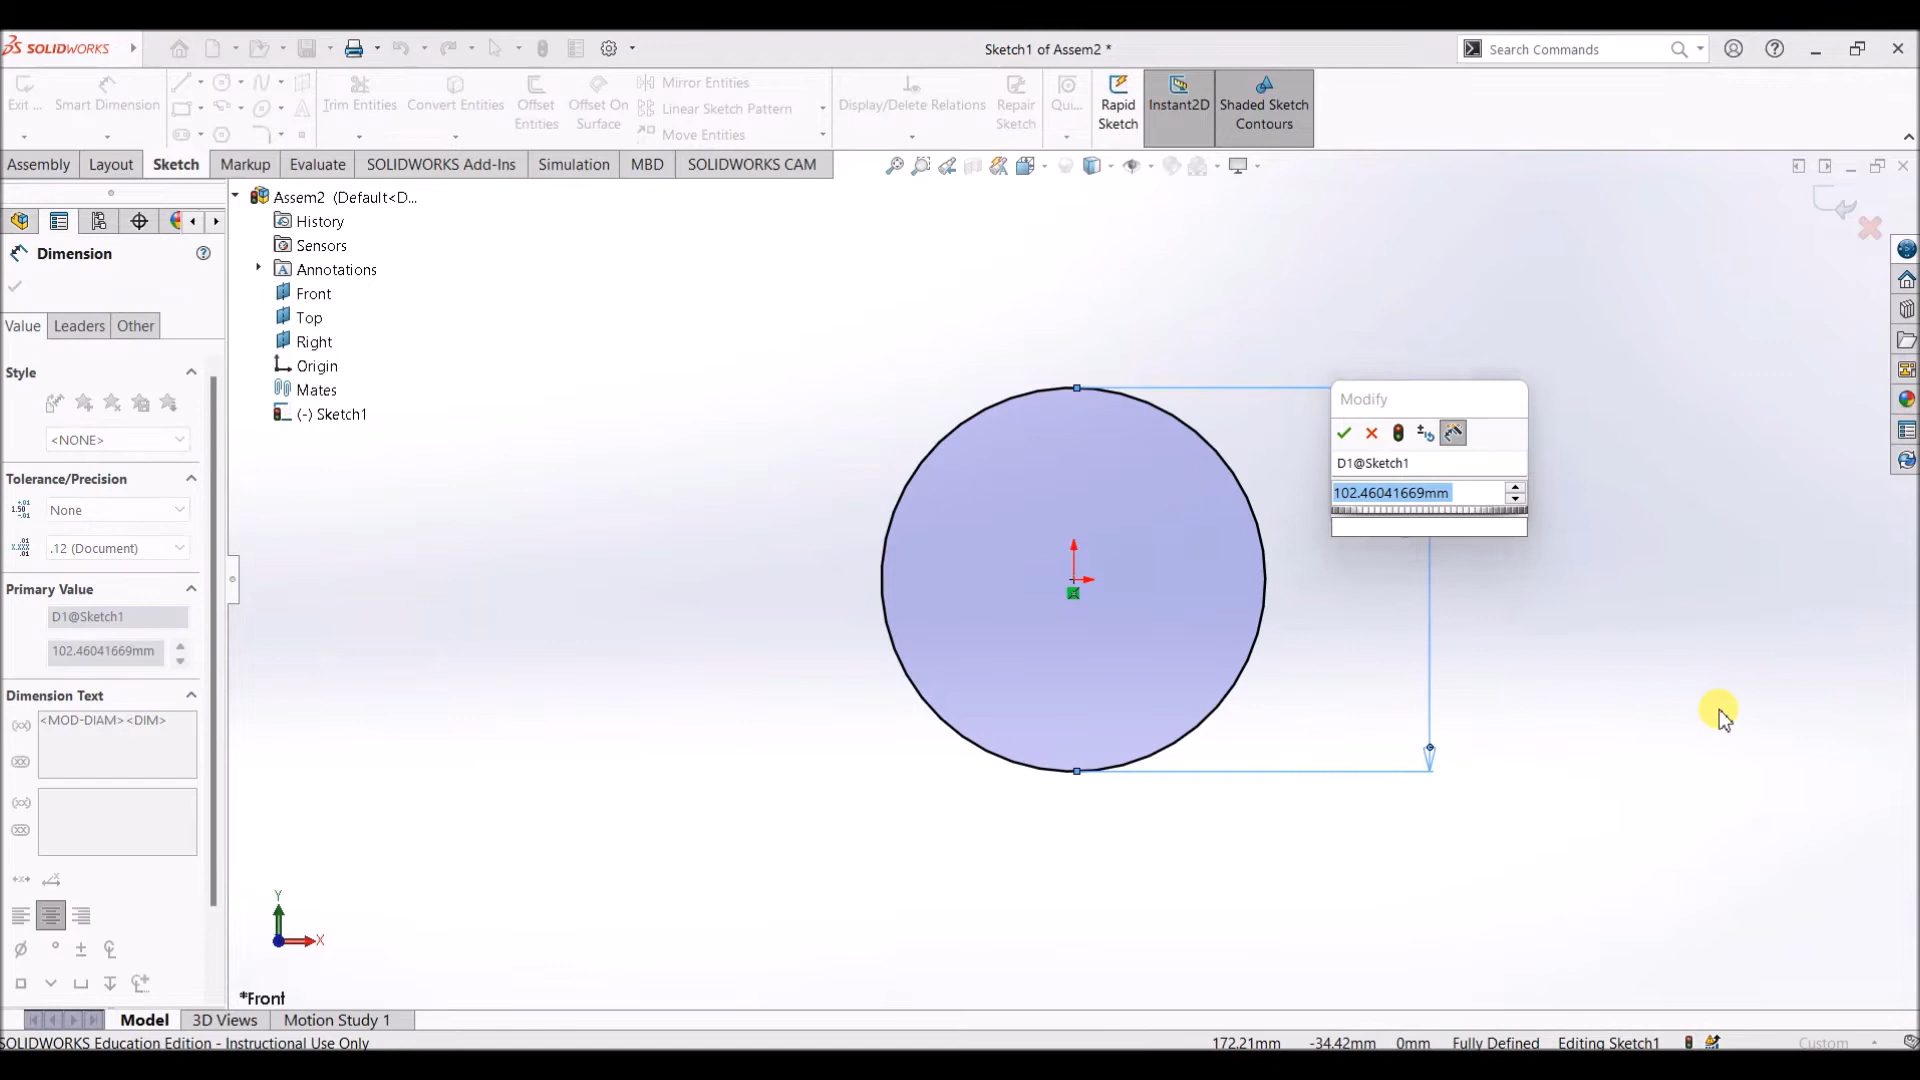 SOLIDWORKS
Sketch1 of Assem2 *
Search Commands
Exit ...
Smart Dimension
Trim Entities
Convert Entities
Offset Entities
Offset On Surface
Mirror Entities
Linear Sketch Pattern
Move Entities
Display/Delete Relations
Repair Sketch
Qui...
Rapid Sketch
Instant2D
Shaded Sketch Contours
Assembly
Layout
Sketch
Markup
Evaluate
SOLIDWORKS Add-Ins
Simulation
MBD
SOLIDWORKS CAM
Assem2 (Default<D...
History
Sensors
Annotations
Front
Top
Right
Origin
Mates
(-) Sketch1
Dimension
Value
Leaders
Other
Style
<NONE>
Tolerance/Precision
None
.12 (Document)
Primary Value
D1@Sketch1
102.46041669mm
Dimension Text
<MOD-DIAM><DIM>
Modify
D1@Sketch1
102.46041669mm
Y
X
*Front
Model
3D Views
Motion Study 1
SOLIDWORKS Education Edition - Instructional Use Only
172.21mm
-34.42mm
0mm
Fully Defined
Editing Sketch1
Custom